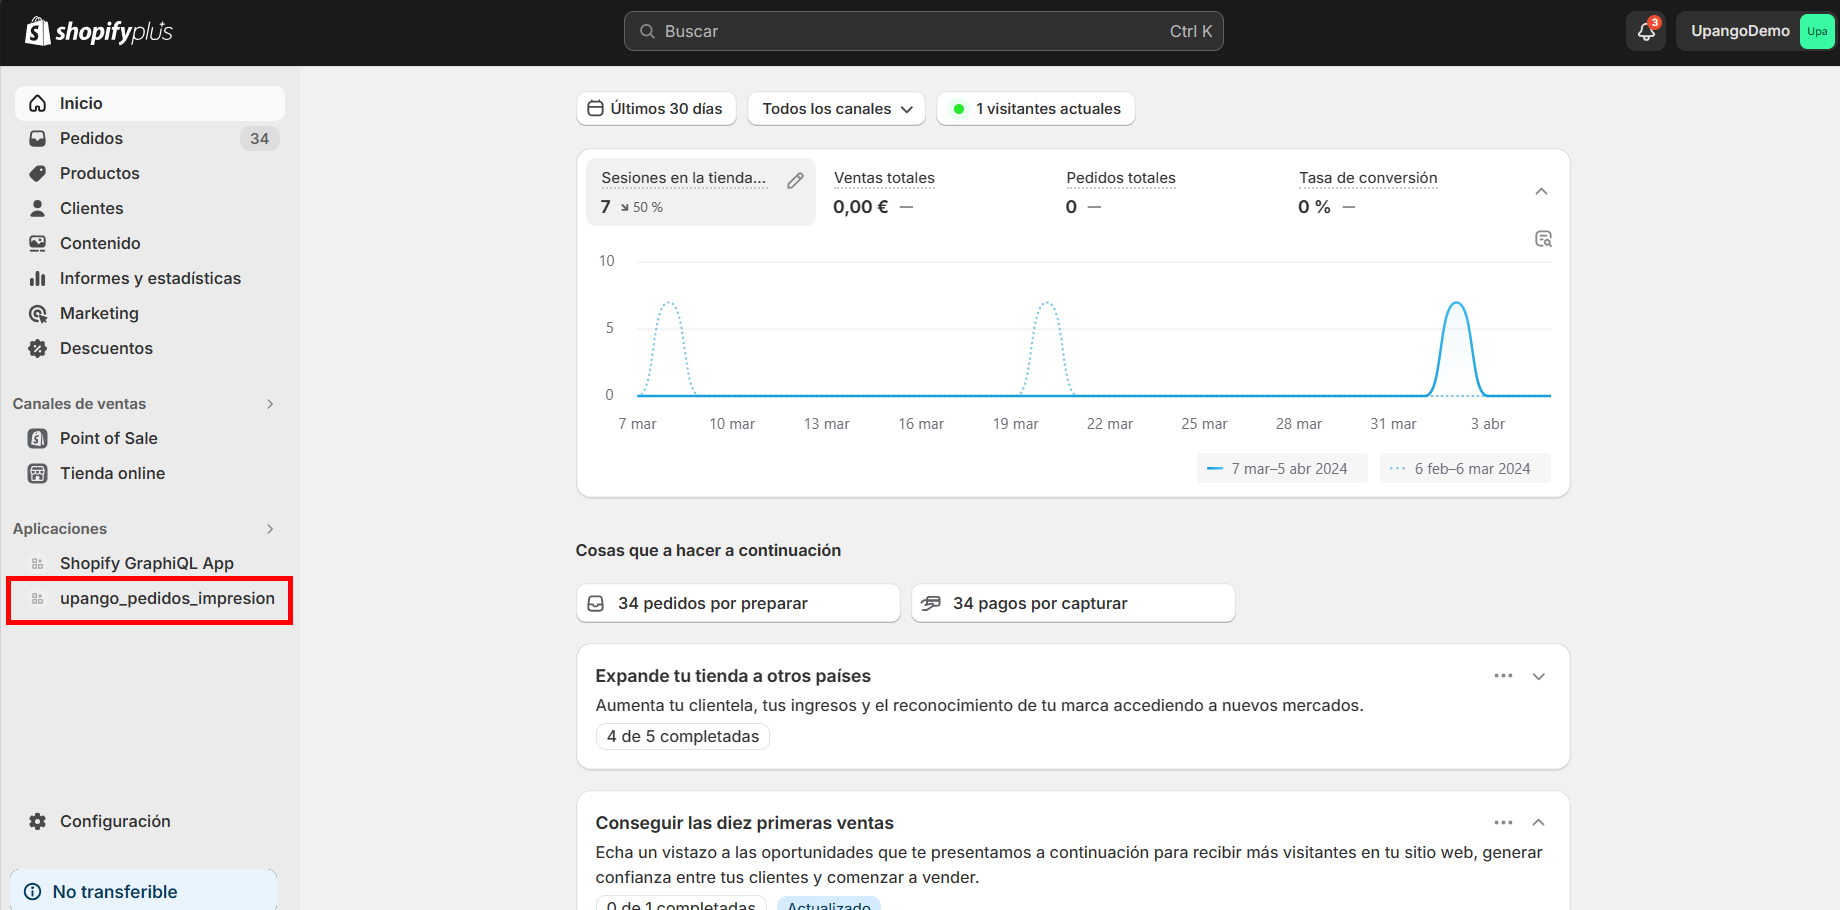 shopifyplus
Buscar
Ctrl K
3
UpangoDemo
Upa
Inicio
Pedidos
34
Productos
Clientes
Contenido
Informes y estadísticas
Marketing
Descuentos
Canales de ventas
Point of Sale
Tienda online
Aplicaciones
Shopify GraphiQL App
upango_pedidos_impresion
Configuración
No transferible
Últimos 30 días
Todos los canales
1 visitantes actuales
Sesiones en la tienda...
7
50 %
Ventas totales
0,00 € —
Pedidos totales
0 —
Tasa de conversión
0 % —
10
5
0
7 mar
10 mar
13 mar
16 mar
19 mar
22 mar
25 mar
28 mar
31 mar
3 abr
7 mar–5 abr 2024
6 feb–6 mar 2024
Cosas que a hacer a continuación
34 pedidos por preparar
34 pagos por capturar
Expande tu tienda a otros países
Aumenta tu clientela, tus ingresos y el reconocimiento de tu marca accediendo a nuevos mercados.
4 de 5 completadas
Conseguir las diez primeras ventas
Echa un vistazo a las oportunidades que te presentamos a continuación para recibir más visitantes en tu sitio web, generar
confianza entre tus clientes y comenzar a vender.
0 de 1 completadas
Actualizado